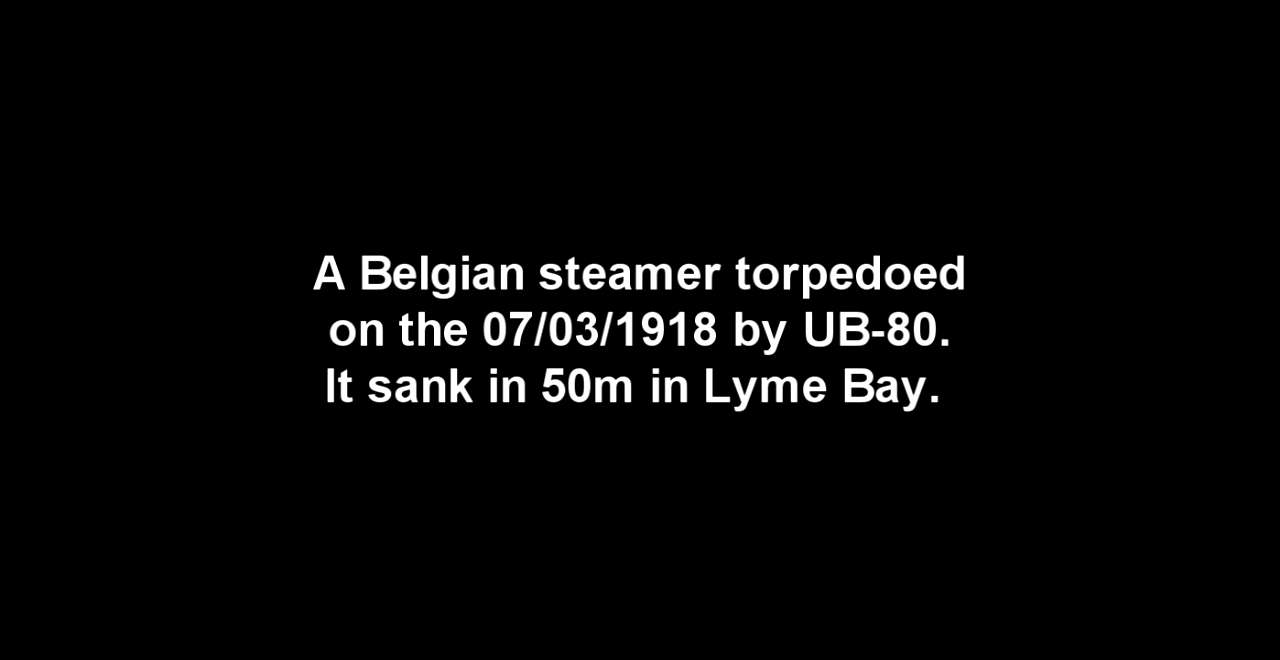 A Belgian steamer torpedoed
on the 07/03/1918 by UB-80.
It sank in 50m in Lyme Bay.